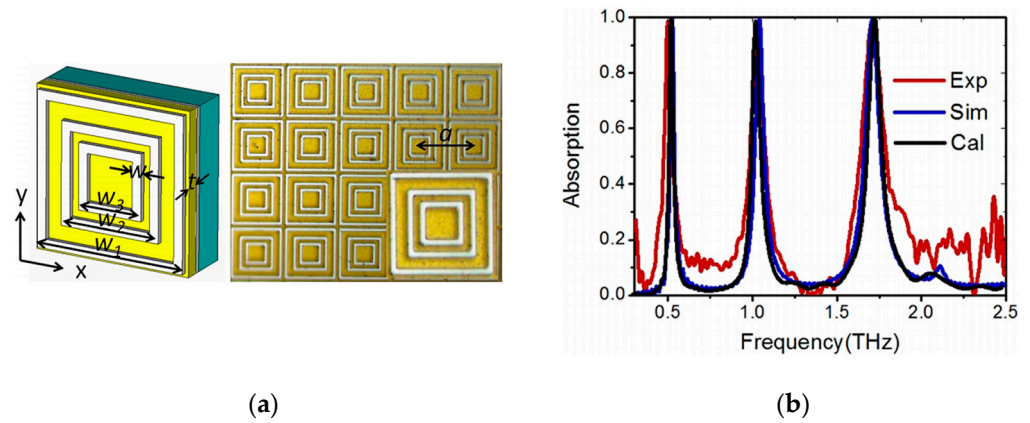 y
x
w
t
w₃
w₂
w₁
a
Absorption
1.0
0.8
0.6
0.4
0.2
0.0
Exp
Sim
Cal
0.5 1.0 1.5 2.0 2.5
Frequency(THz)
(a) (b)